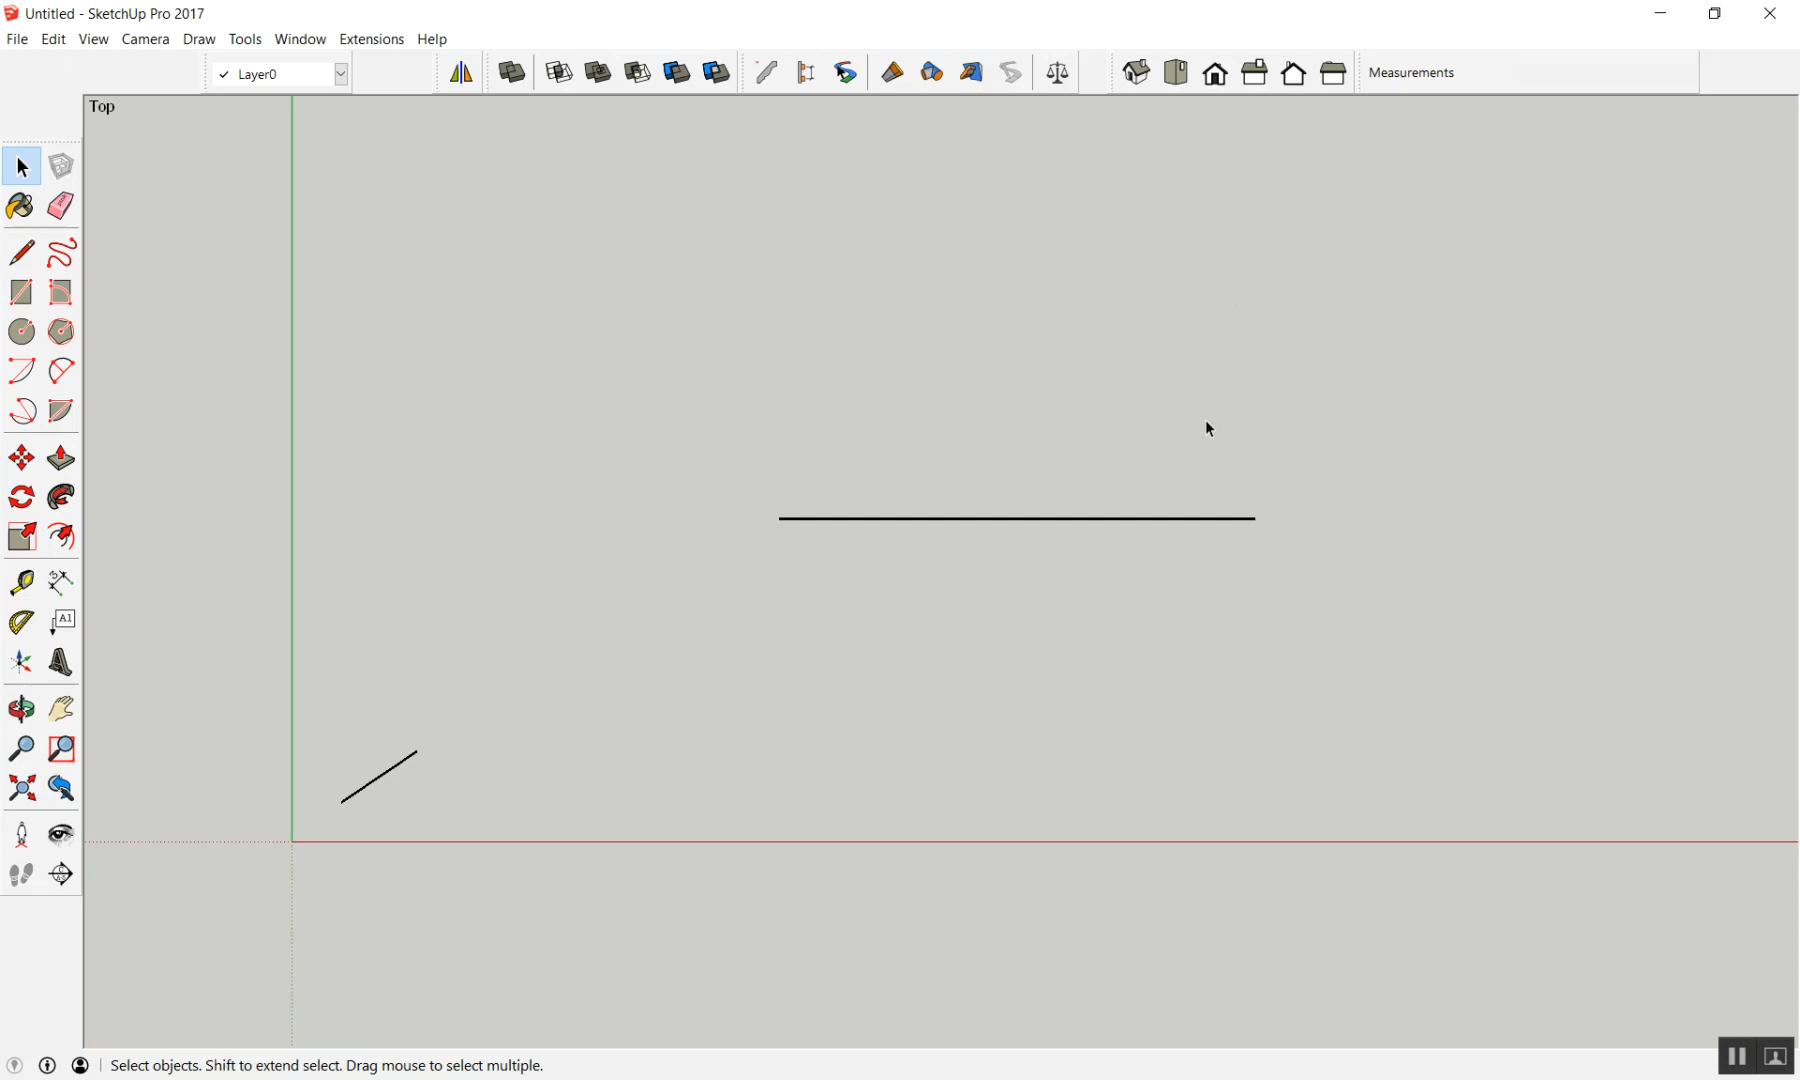 Untitled - SketchUp Pro 2017
File Edit View Camera Draw Tools Window Extensions Help
Layer0
Measurements
Top
A1
Select objects. Shift to extend select. Drag mouse to select multiple.